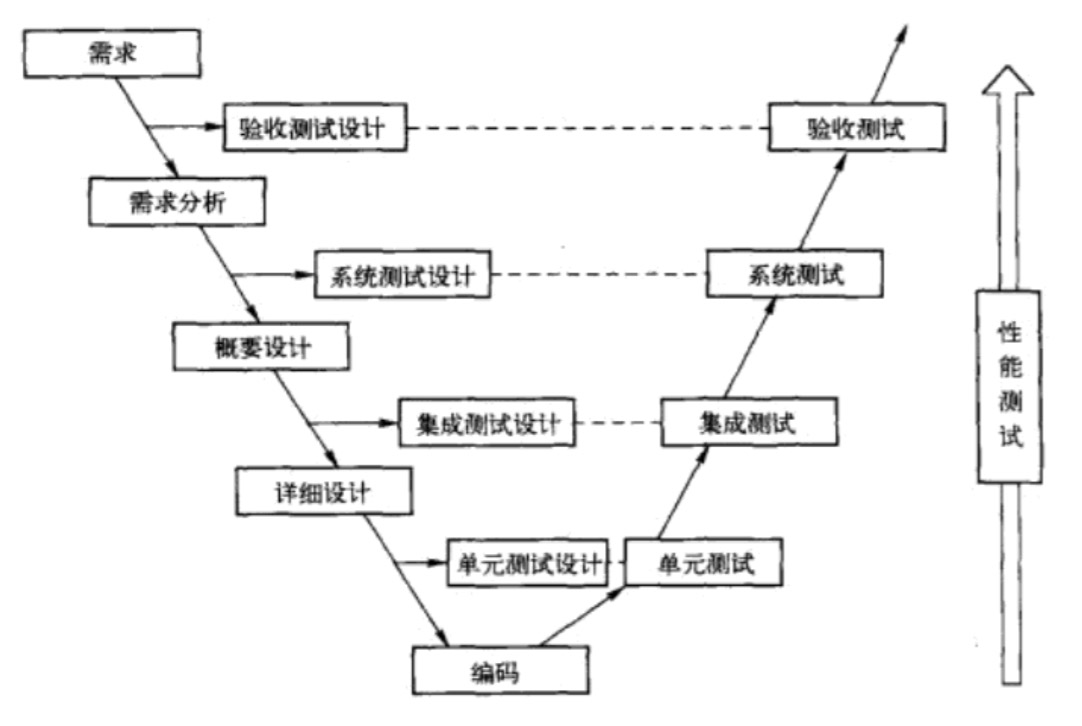 需求
验收测试设计
验收测试
需求分析
系统测试设计
系统测试
概要设计
性能测试
集成测试设计
集成测试
详细设计
单元测试设计
单元测试
编码